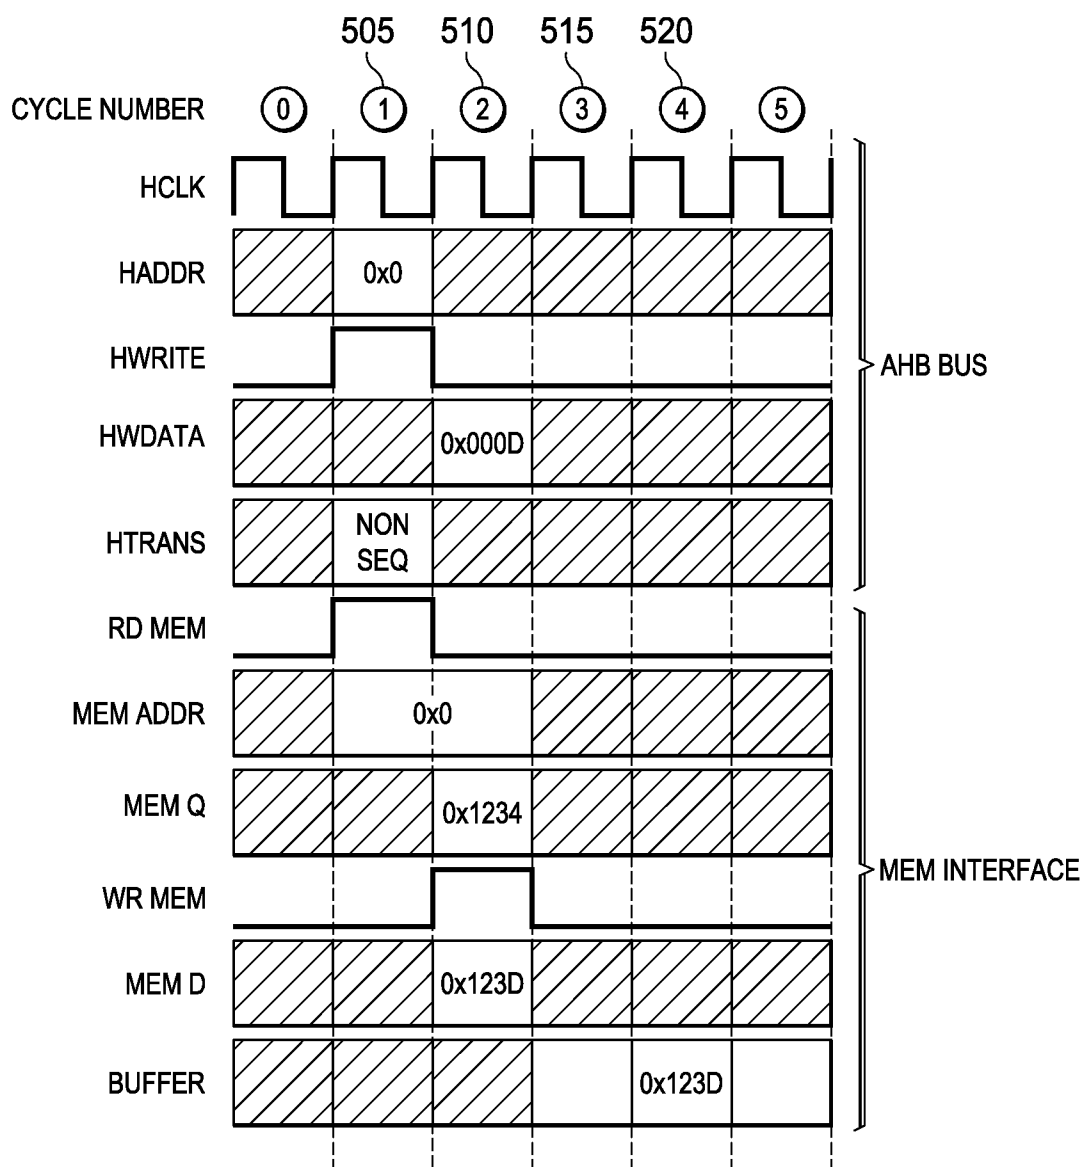 505 510 515 520
CYCLE NUMBER 0 1 2 3 4 5
HCLK
HADDR 0x0
HWRITE
AHB BUS
HWDATA 0x000D
HTRANS NON
SEQ
RD MEM
MEM ADDR 0x0
MEM Q 0x1234
MEM INTERFACE
WR MEM
MEM D 0x123D
BUFFER 0x123D